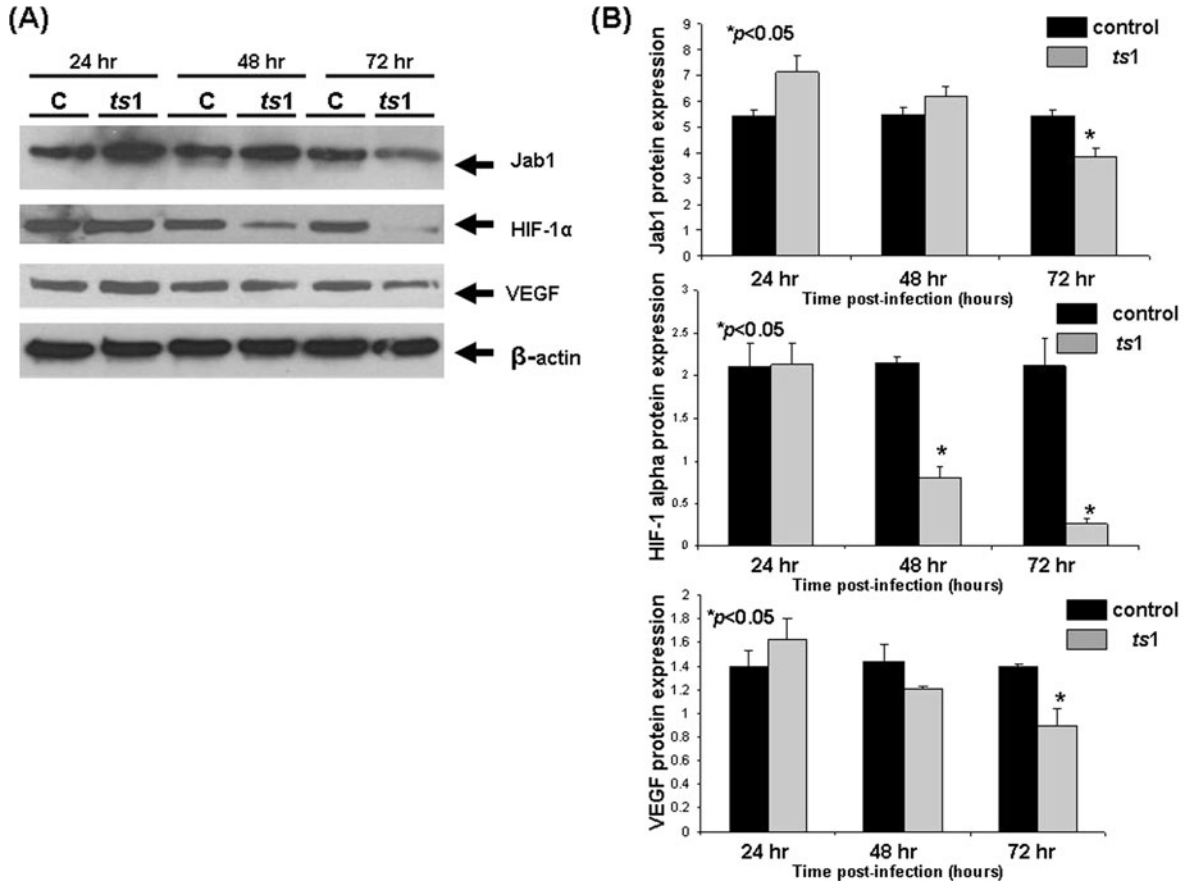 (A)
24 hr 48 hr 72 hr
C ts1 C ts1 C ts1
Jab1
HIF-1α
VEGF
β-actin
(B)
Jab1 protein expression
9
8
7
6
5
4
3
2
1
0
*p<0.05
control
ts1
*
24 hr 48 hr 72 hr
Time post-infection (hours)
HIF-1 alpha protein expression
3
2.5
2
1.5
1
0.5
0
*p<0.05
control
ts1
*
*
24 hr 48 hr 72 hr
Time post-infection (hours)
VEGF protein expression
2
1.8
1.6
1.4
1.2
1
0.8
0.6
0.4
0.2
0
*p<0.05
control
ts1
*
24 hr 48 hr 72 hr
Time post-infection (hours)